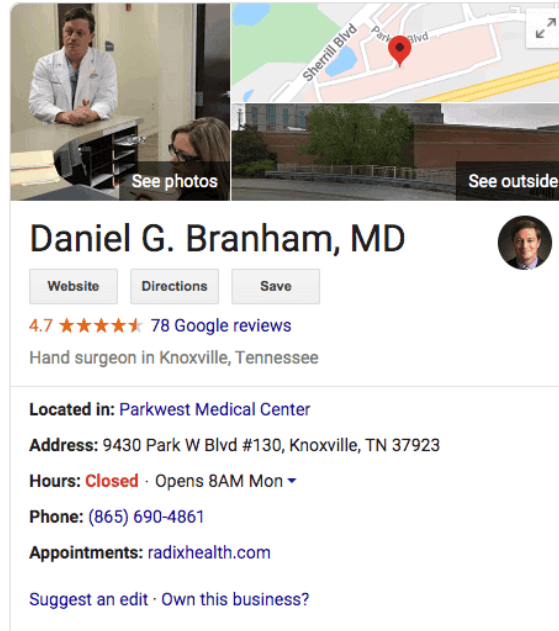 Sherrill Blvd
Park Blvd
See photos
See outside
Daniel G. Branham, MD
Website
Directions
Save
4.7 78 Google reviews
Hand surgeon in Knoxville, Tennessee
Located in: Parkwest Medical Center
Address: 9430 Park W Blvd #130, Knoxville, TN 37923
Hours: Closed · Opens 8AM Mon
Phone: (865) 690-4861
Appointments: radixhealth.com
Suggest an edit · Own this business?